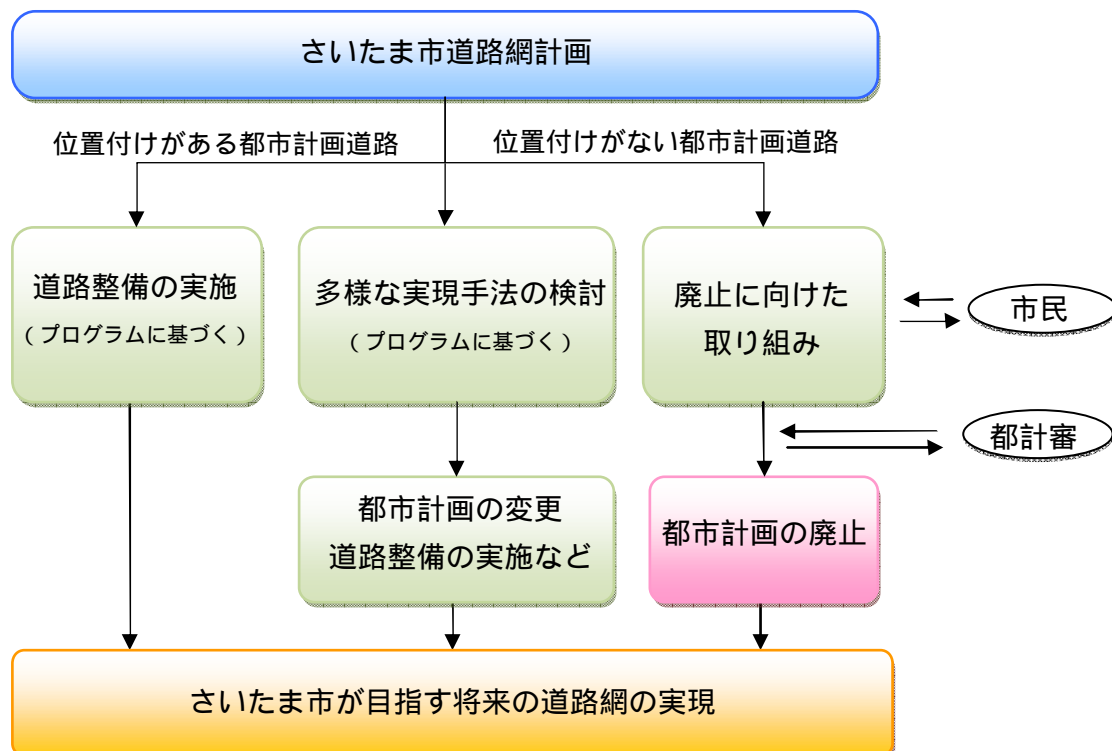 さいたま市道路網計画
位置付けがある都市計画道路
位置付けがない都市計画道路
道路整備の実施
（プログラムに基づく）
多様な実現手法の検討
（プログラムに基づく）
廃止に向けた
取り組み
市民
都計審
都市計画の変更
道路整備の実施など
都市計画の廃止
さいたま市が目指す将来の道路網の実現